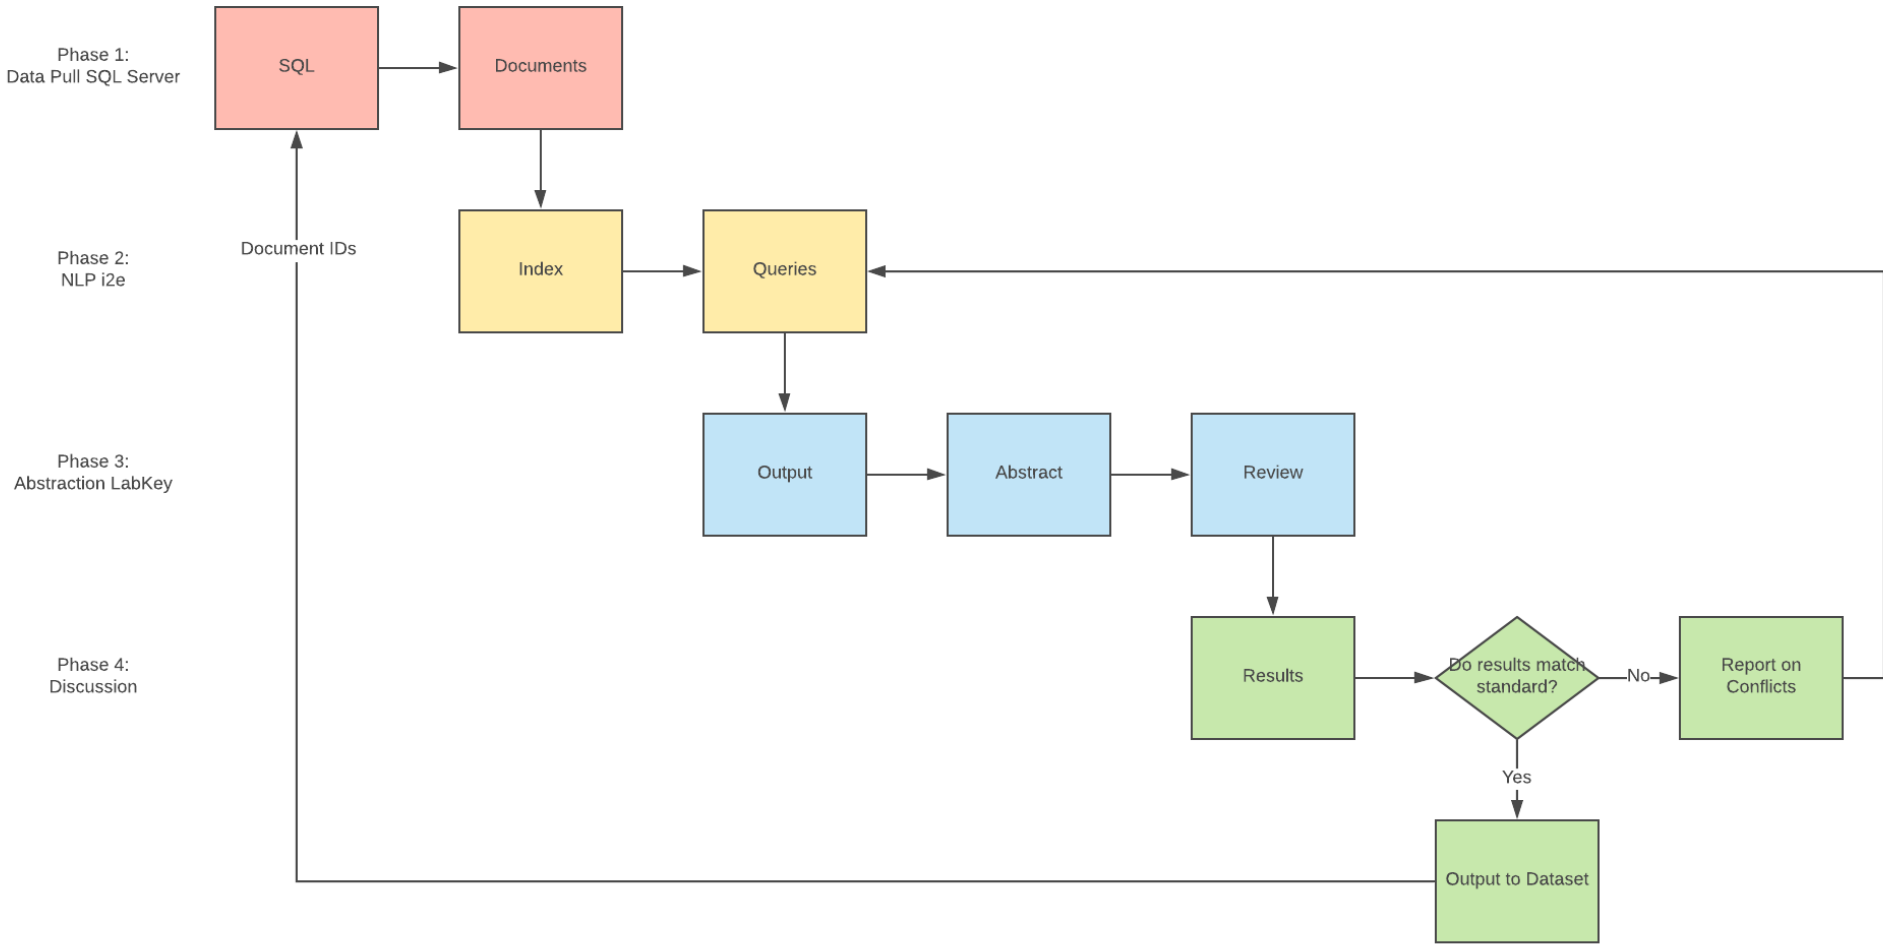 Phase 1:
Data Pull SQL Server
SQL
Documents
Document IDs
Phase 2:
NLP i2e
Index
Queries
Phase 3:
Abstraction LabKey
Output
Abstract
Review
Phase 4:
Discussion
Results
Do results match
standard?
No
Report on
Conflicts
Yes
Output to Dataset